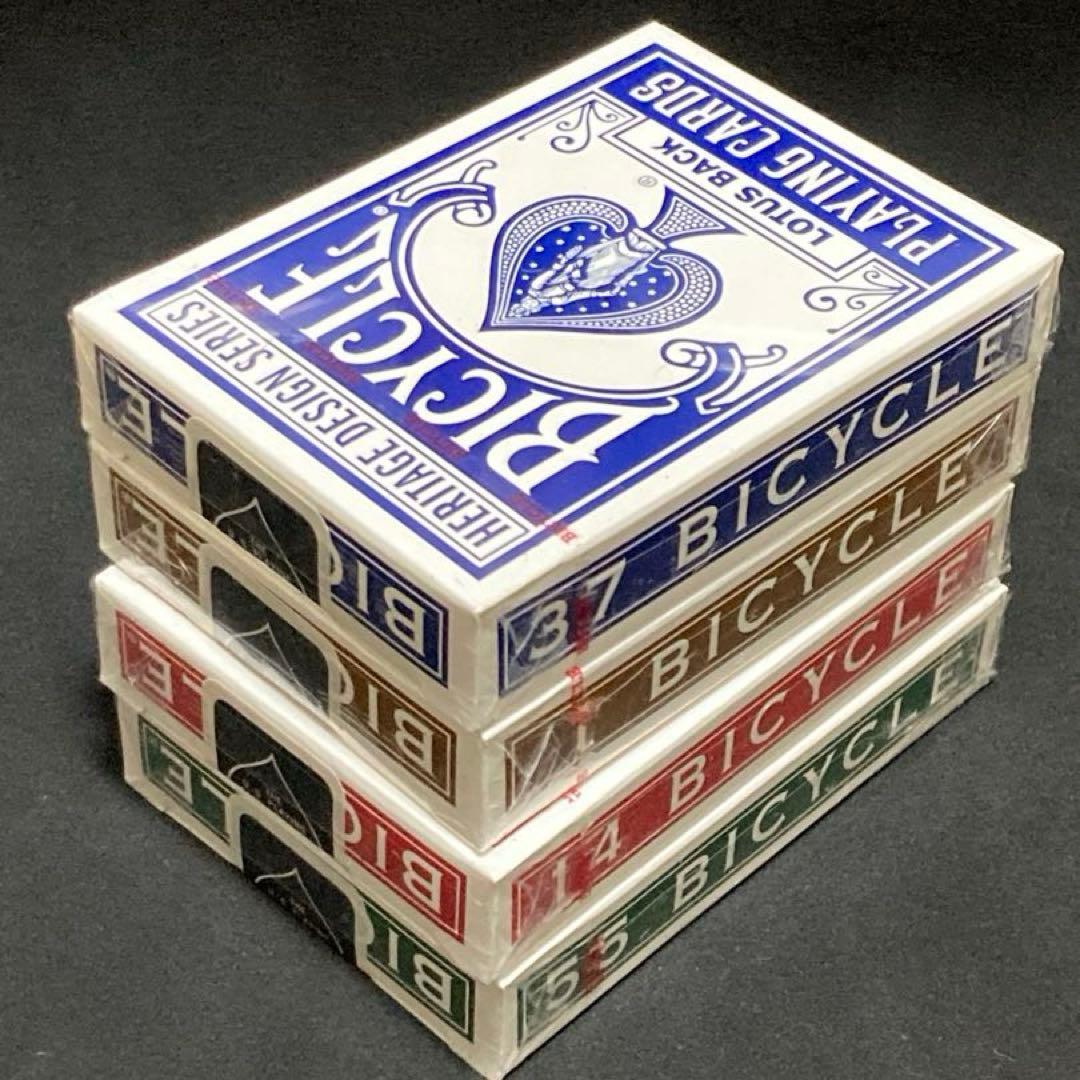 HERITAGE DESIGN SERIES
BICYCLE
LOTUS BACK
PLAYING CARDS
37 BICYCLE
BICYCLE
14 BICYCLE
55 BICYCLE